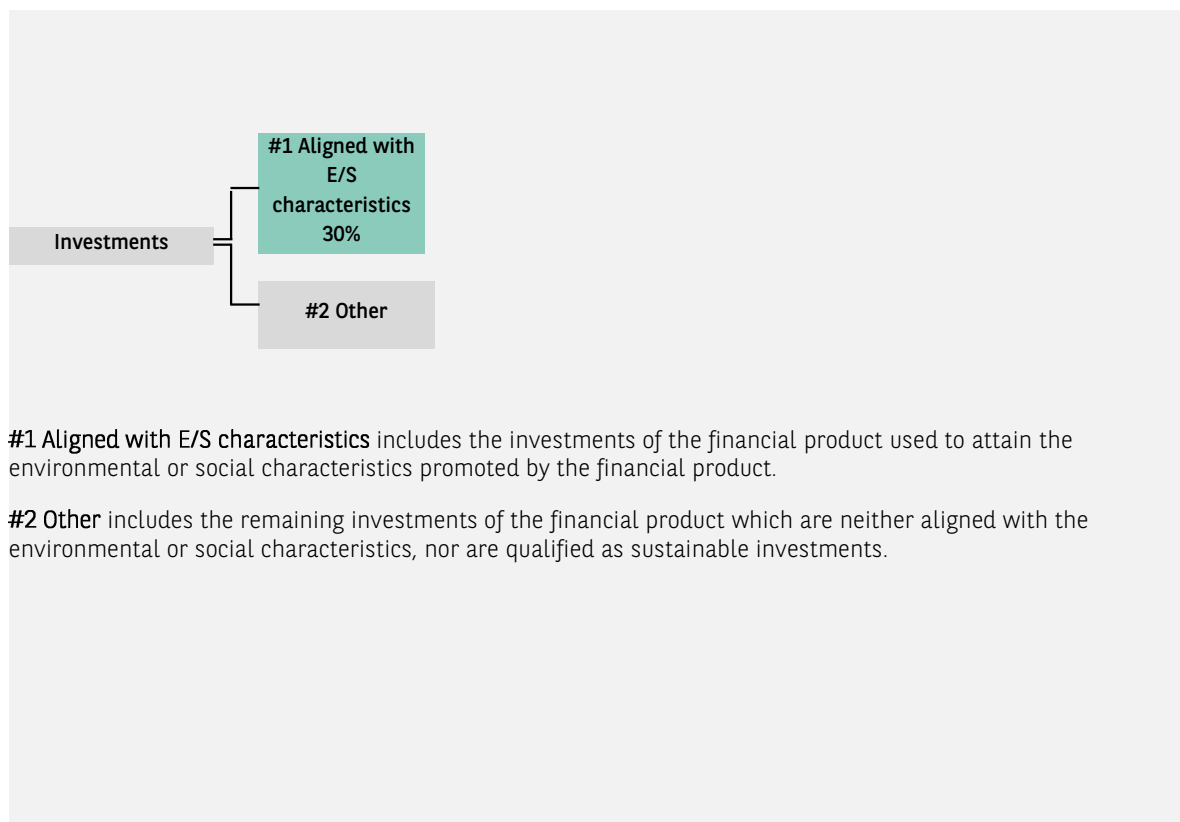 #1 Aligned with
E/S
characteristics
30%
Investments
#2 Other
#1 Aligned with E/S characteristics includes the investments of the financial product used to attain the
environmental or social characteristics promoted by the financial product.
#2 Other includes the remaining investments of the financial product which are neither aligned with the
environmental or social characteristics, nor are qualified as sustainable investments.